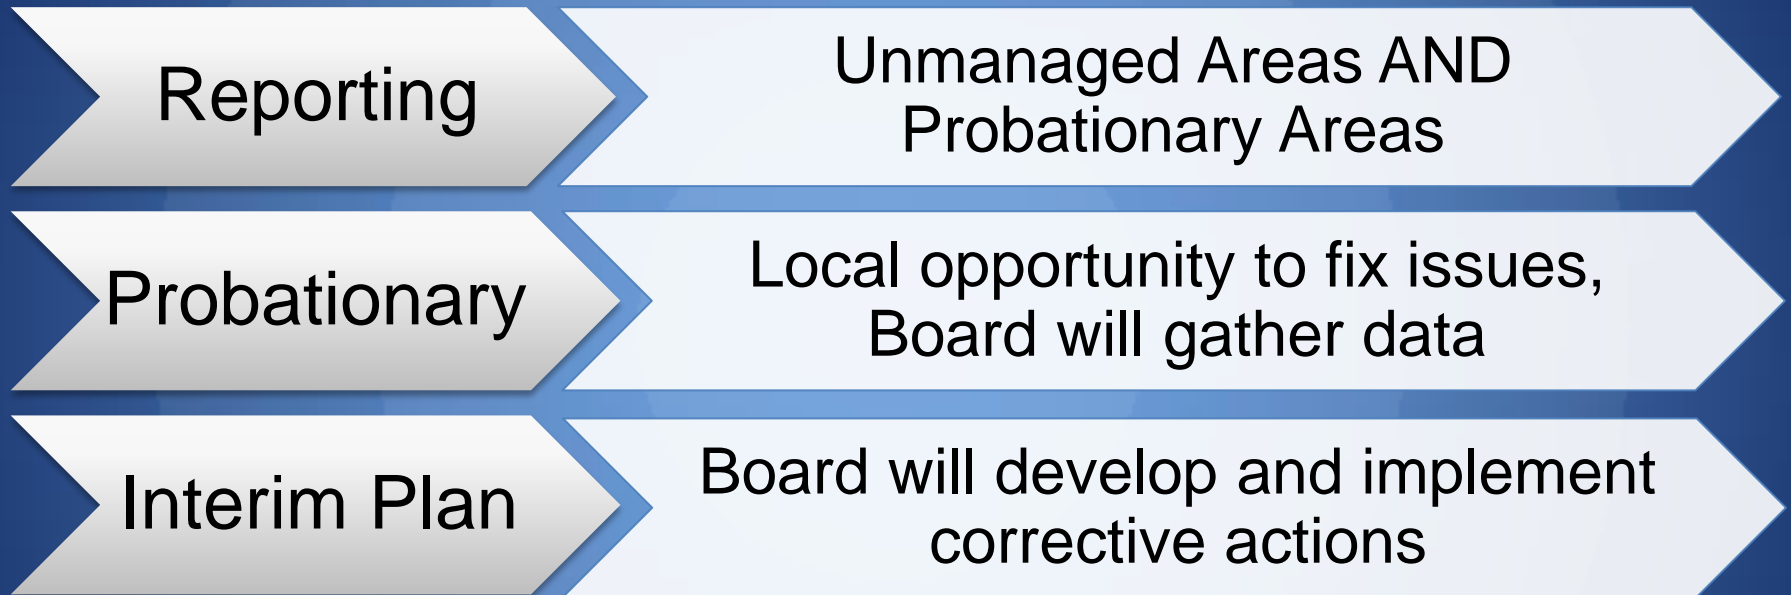 Reporting
Unmanaged Areas AND
Probationary Areas
Probationary
Local opportunity to fix issues,
Board will gather data
Interim Plan
Board will develop and implement
corrective actions